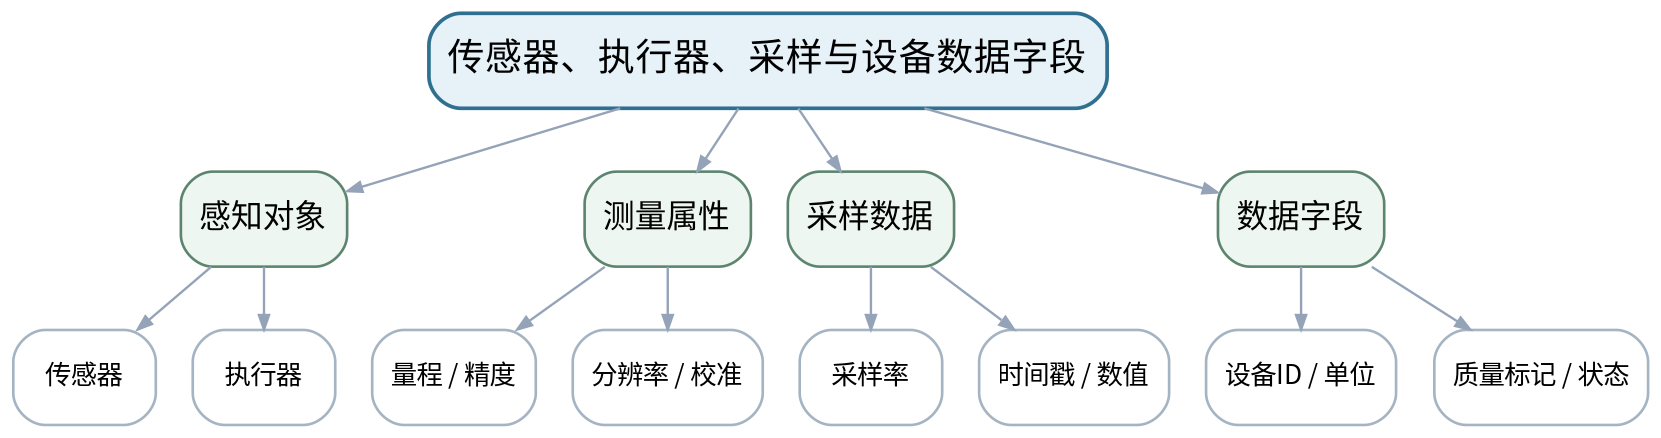 传感器、执行器、采样与设备数据字段
感知对象
测量属性
采样数据
数据字段
传感器
执行器
量程 / 精度
分辨率 / 校准
采样率
时间戳 / 数值
设备ID / 单位
质量标记 / 状态